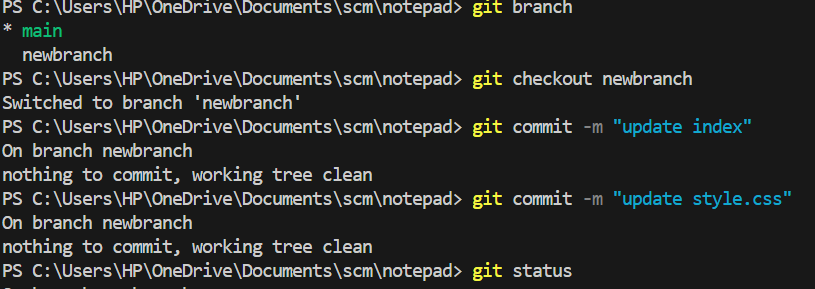 PS C:\Users\HP\OneDrive\Documents\scm\notepad> git branch
* main
  newbranch
PS C:\Users\HP\OneDrive\Documents\scm\notepad> git checkout newbranch
Switched to branch 'newbranch'
PS C:\Users\HP\OneDrive\Documents\scm\notepad> git commit -m "update index"
On branch newbranch
nothing to commit, working tree clean
PS C:\Users\HP\OneDrive\Documents\scm\notepad> git commit -m "update style.css"
On branch newbranch
nothing to commit, working tree clean
PS C:\Users\HP\OneDrive\Documents\scm\notepad> git status